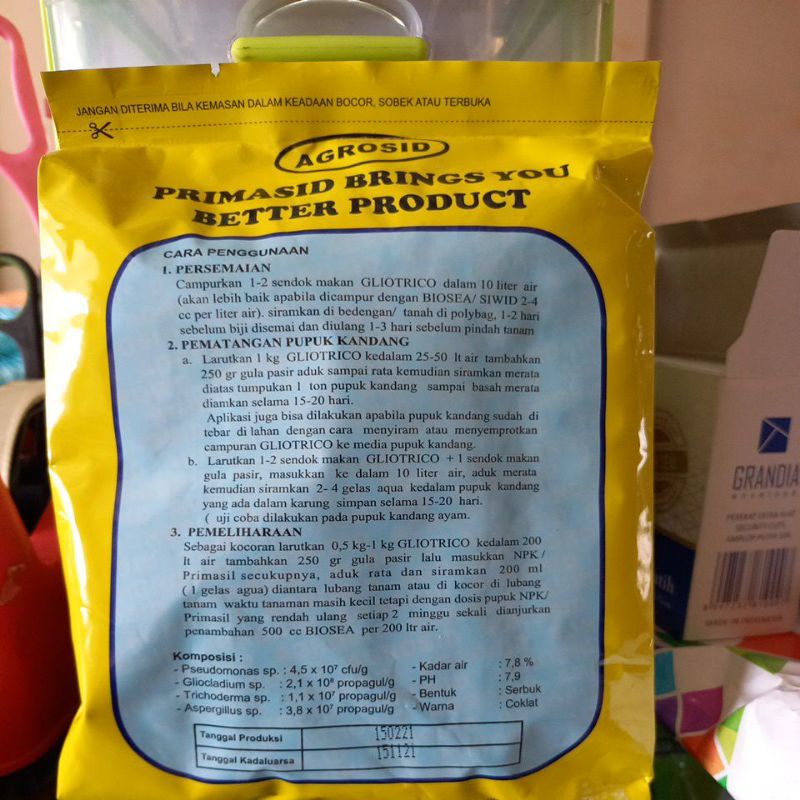 JANGAN DITERIMA BILA KEMASAN DALAM KEADAAN BOCOR, SOBEK ATAU TERBUKA
AGROSID
PRIMASID BRINGS YOU
BETTER PRODUCT
CARA PENGGUNAAN
1. PERSEMAIAN
Campurkan 1-2 sendok makan GLIOTRICO dalam 10 liter air
(akan lebih baik apabila dicampur dengan BIOSEA/ SIWID 2-4
cc per liter air). siramkan di bedengan/ tanah di polybag, 1-2 hari
sebelum biji disemai dan diulang 1-3 hari sebelum pindah tanam
2. PEMATANGAN PUPUK KANDANG
a. Larutkan 1 kg GLIOTRICO kedalam 25-50 lt air tambahkan
250 gr gula pasir aduk sampai rata kemudian siramkan merata
diatas tumpukan 1 ton pupuk kandang sampai basah merata
diamkan selama 15-20 hari.
Aplikasi juga bisa dilakukan apabila pupuk kandang sudah di
tebar di lahan dengan cara menyiram atau menyemprotkan
campuran GLIOTRICO ke media pupuk kandang.
b. Larutkan 1-2 sendok makan GLIOTRICO + 1 sendok makan
gula pasir, masukkan ke dalam 10 liter air, aduk merata
kemudian siramkan 2- 4 gelas aqua kedalam pupuk kandang
yang ada dalam karung simpan selama 15-20 hari.
( uji coba dilakukan pada pupuk kandang ayam.
3. PEMELIHARAAN
Sebagai kocoran larutkan 0,5 kg-1 kg GLIOTRICO kedalam 200
lt air tambahkan 250 gr gula pasir lalu masukkan NPK /
Primasil secukupnya, aduk rata dan siramkan 200 ml
( 1 gelas agua) diantara lubang tanam atau di kocor di lubang
tanam waktu tanaman masih kecil tetapi dengan dosis pupuk NPK/
Primasil yang rendah ulang setiap 2 minggu sekali dianjurkan
penambahan 500 cc BIOSEA per 200 ltr air.
Komposisi :
- Pseudomonas sp. : 4,5 x 10⁷ cfu/g
- Gliocladium sp. : 2,1 x 10⁸ propagul/g
- Trichoderma sp. : 1,1 x 10⁷ propagul/g
- Aspergillus sp. : 3,8 x 10⁷ propagul/g
- Kadar air : 7,8 %
- PH : 7,9
- Bentuk : Serbuk
- Warna : Coklat
Tanggal Produksi 150221
Tanggal Kadaluarsa 151121
GRANDIA
MADE IN INDONESIA